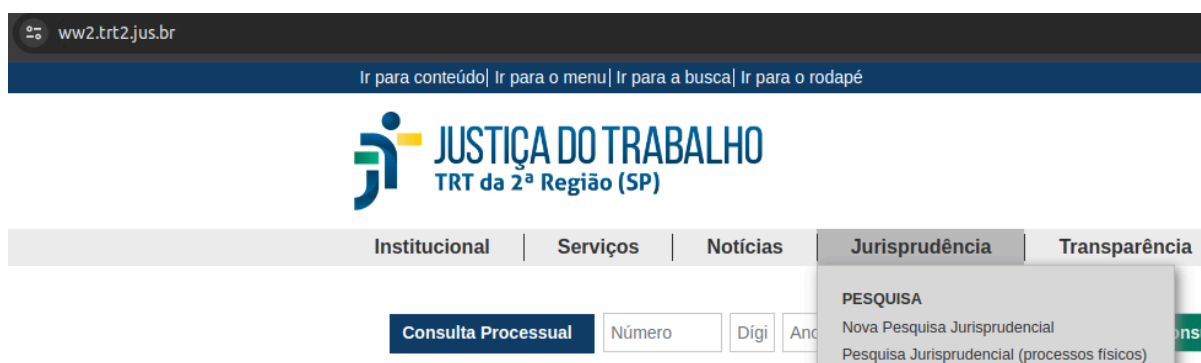 ww2.trt2.jus.br
Ir para conteúdo| Ir para o menu| Ir para a busca| Ir para o rodapé
JUSTIÇA DO TRABALHO
TRT da 2ª Região (SP)
Institucional | Serviços | Notícias | Jurisprudência | Transparência
PESQUISA
Consulta Processual Número Dígi Ano Nova Pesquisa Jurisprudencial ons
Pesquisa Jurisprudencial (processos físicos)